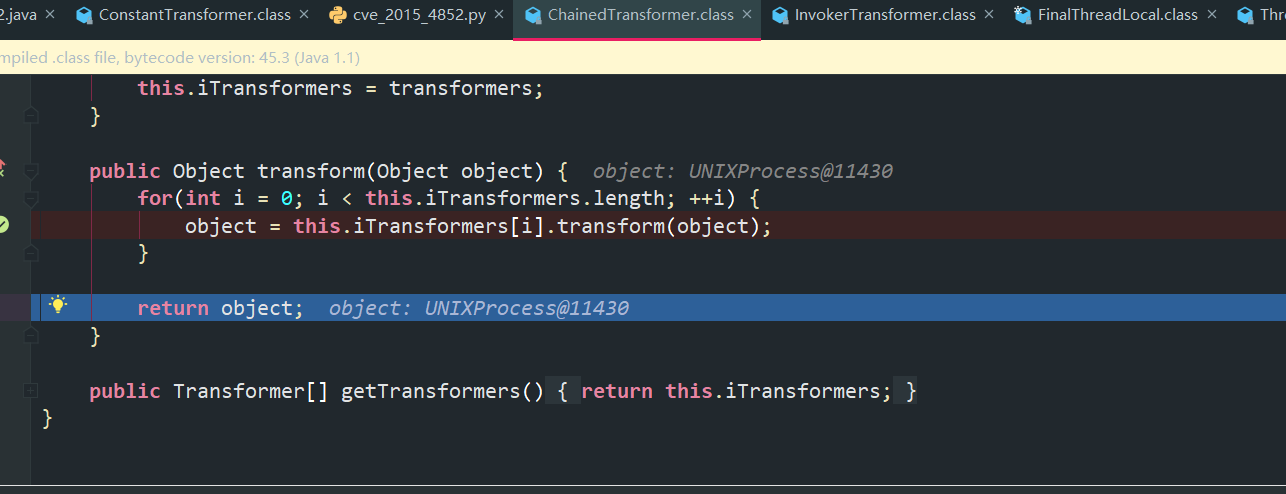 2.java × ConstantTransformer.class × cve_2015_4852.py × ChainedTransformer.class × InvokerTransformer.class × FinalThreadLocal.class × Thr
mpiled .class file, bytecode version: 45.3 (Java 1.1)
this.iTransformers = transformers;
}
public Object transform(Object object) { object: UNIXProcess@11430
for(int i = 0; i < this.iTransformers.length; ++i) {
object = this.iTransformers[i].transform(object);
}
return object; object: UNIXProcess@11430
}
public Transformer[] getTransformers() { return this.iTransformers; }
}